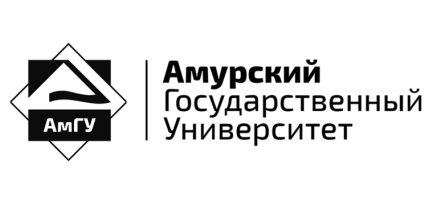 АмГУ
Амурский
Государственный
Университет